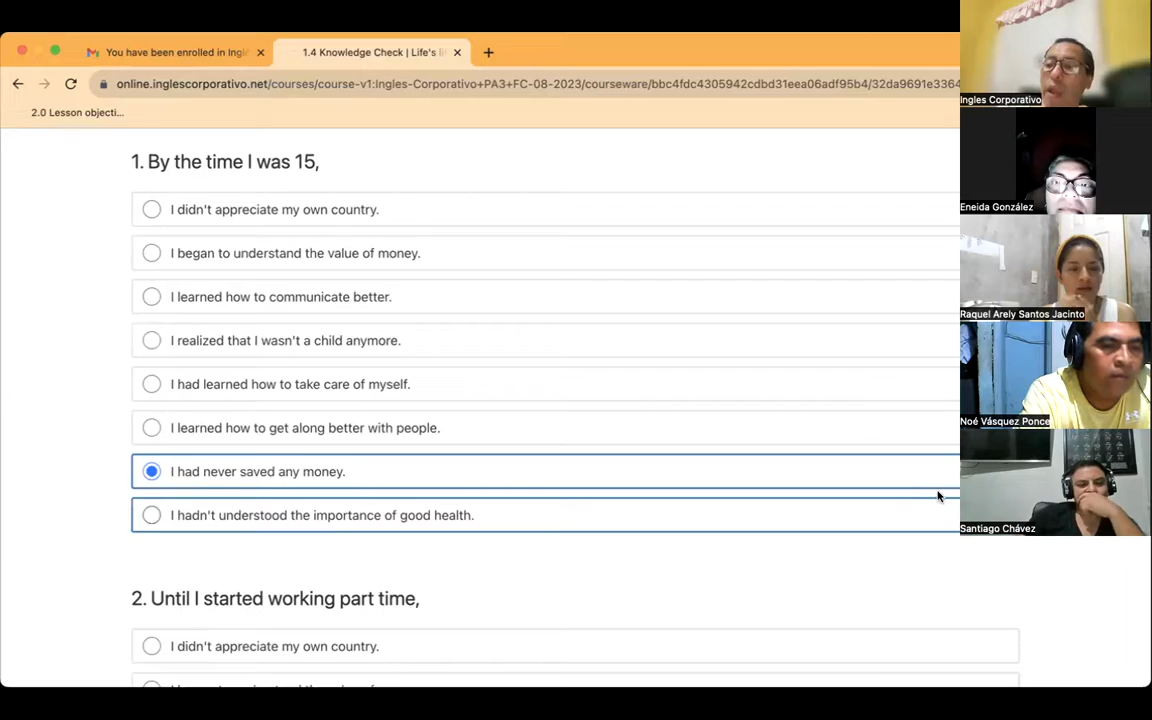 You have been enrolled in Ingl
1.4 Knowledge Check | Life's li
online.inglescorporativo.net/courses/course-v1:Ingles-Corporativo+PA3+FC-08-2023/courseware/bbc4fdc4305942cdbd31eea06adf95b4/32da9691e3364
2.0 Lesson objecti...
1. By the time I was 15,
I didn't appreciate my own country.
I began to understand the value of money.
I learned how to communicate better.
I realized that I wasn't a child anymore.
I had learned how to take care of myself.
I learned how to get along better with people.
I had never saved any money.
I hadn't understood the importance of good health.
2. Until I started working part time,
I didn't appreciate my own country.
Ingles Corporativo
Eneida González
Raquel Arely Santos Jacinto
Noé Vásquez Ponce
Santiago Chávez